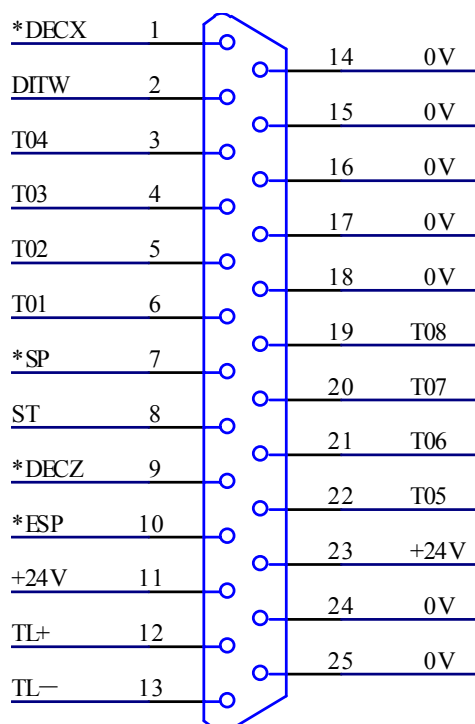 *DECX 1
14 0V
DITW 2
15 0V
T04 3
16 0V
T03 4
17 0V
T02 5
18 0V
T01 6
19 T08
*SP 7
20 T07
ST 8
21 T06
*DECZ 9
22 T05
*ESP 10
23 +24V
+24V 11
24 0V
TL+ 12
25 0V
TL— 13